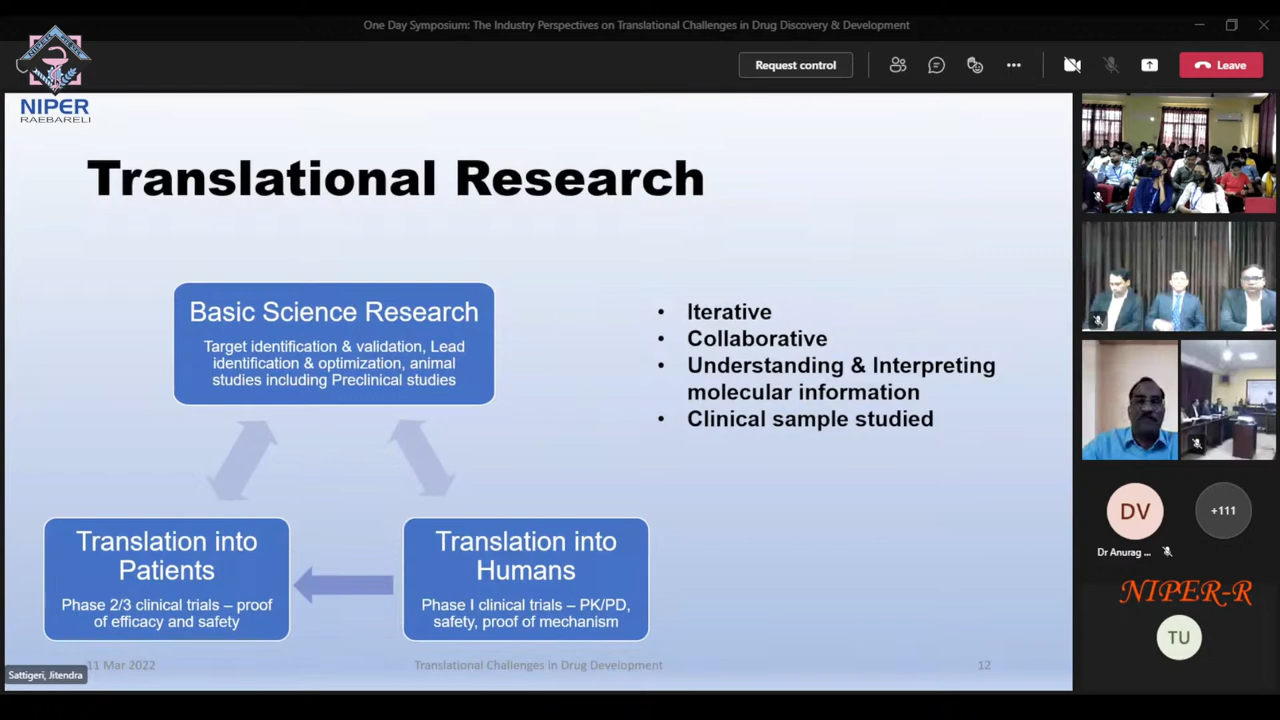 One Day Symposium: The Industry Perspectives on Translational Challenges in Drug Discovery & Development
NIPER
RAEBARELI
Request control
Leave
Translational Research
Basic Science Research
Target identification & validation, Lead
identification & optimization, animal
studies including Preclinical studies
• Iterative
• Collaborative
• Understanding & Interpreting
molecular information
• Clinical sample studied
Translation into
Patients
Phase 2/3 clinical trials – proof
of efficacy and safety
Translation into
Humans
Phase I clinical trials – PK/PD,
safety, proof of mechanism
11 Mar 2022
Translational Challenges in Drug Development
12
Sattigeri, Jitendra
DV
+111
Dr Anurag ...
NIPER-R
TU